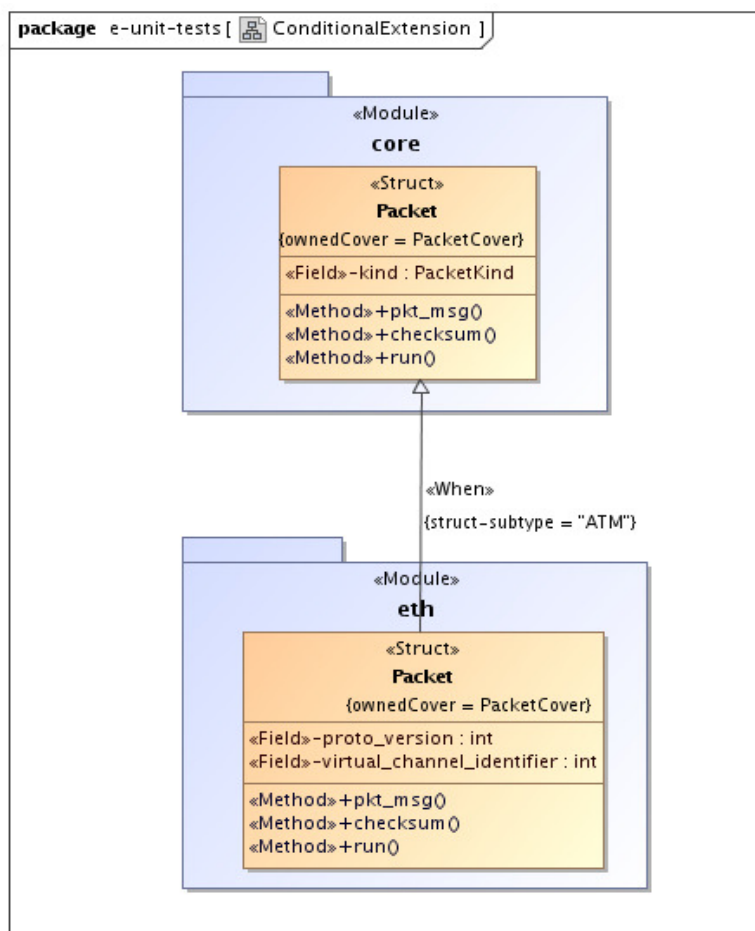 package e-unit-tests [ ConditionalExtension ]
«Module»
core
«Struct»
Packet
{ownedCover = PacketCover}
«Field»-kind : PacketKind
«Method»+pkt_msg()
«Method»+checksum()
«Method»+run()
«When»
{struct-subtype = "ATM"}
«Module»
eth
«Struct»
Packet
{ownedCover = PacketCover}
«Field»-proto_version : int
«Field»-virtual_channel_identifier : int
«Method»+pkt_msg()
«Method»+checksum()
«Method»+run()